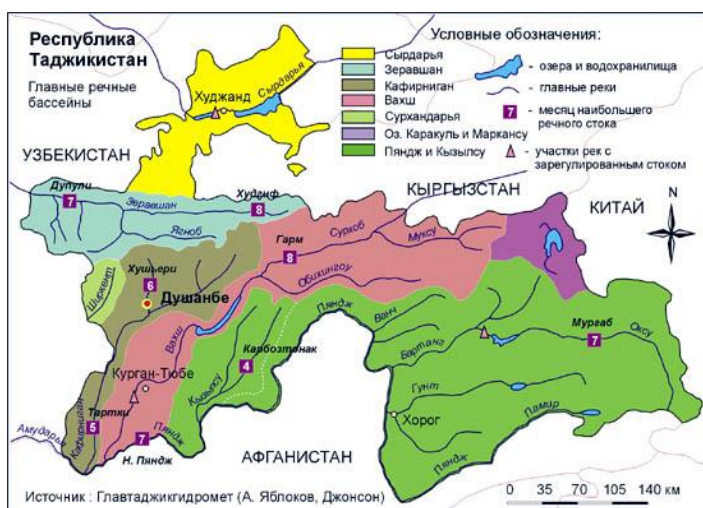 Республика
Таджикистан
Главные речные
бассейны
Сырдарья
Зеравшан
Кафирниган
Вахш
Сурхандарья
Оз. Каракуль и Маркансу
Пяндж и Кызылсу
Условные обозначения:
- озера и водохранилища
- главные реки
7 - месяц наибольшего
речного стока
- участки рек с
зарегулированным стоком
Худжанд
Сырдарья
УЗБЕКИСТАН
КЫРГЫЗСТАН
КИТАЙ
N
Дупули
7
Зеравшан
Худгиф
8
Ягноб
Гарм
8
Сурхоб
Муксу
Хушьери
6
Ширкент
Душанбе
Обихингоу
Вахш
Пяндж
Ванч
Бартанг
Мургаб
7
Оксу
Карбозтонак
4
Кызылсу
Курган-Тюбе
Гунт
Хорог
Памир
Тартки
5
Кафирниган
Амударья
7
Пяндж
Н. Пяндж
АФГАНИСТАН
Пяндж
Источник : Главтаджикгидромет (А. Яблоков, Джонсон)
0 35 70 105 140 км